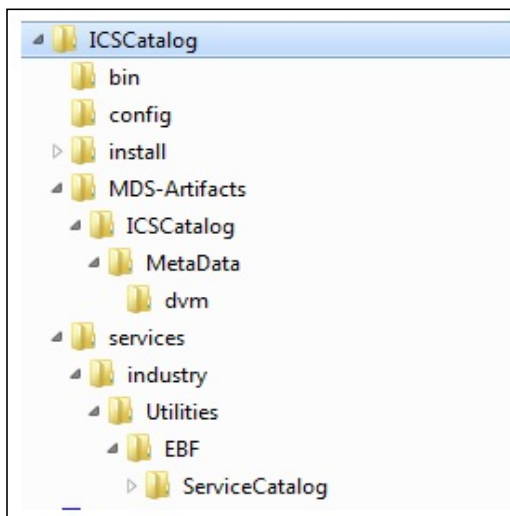 ICSCatalog
bin
config
install
MDS-Artifacts
ICSCatalog
MetaData
dvm
services
industry
Utilities
EBF
ServiceCatalog